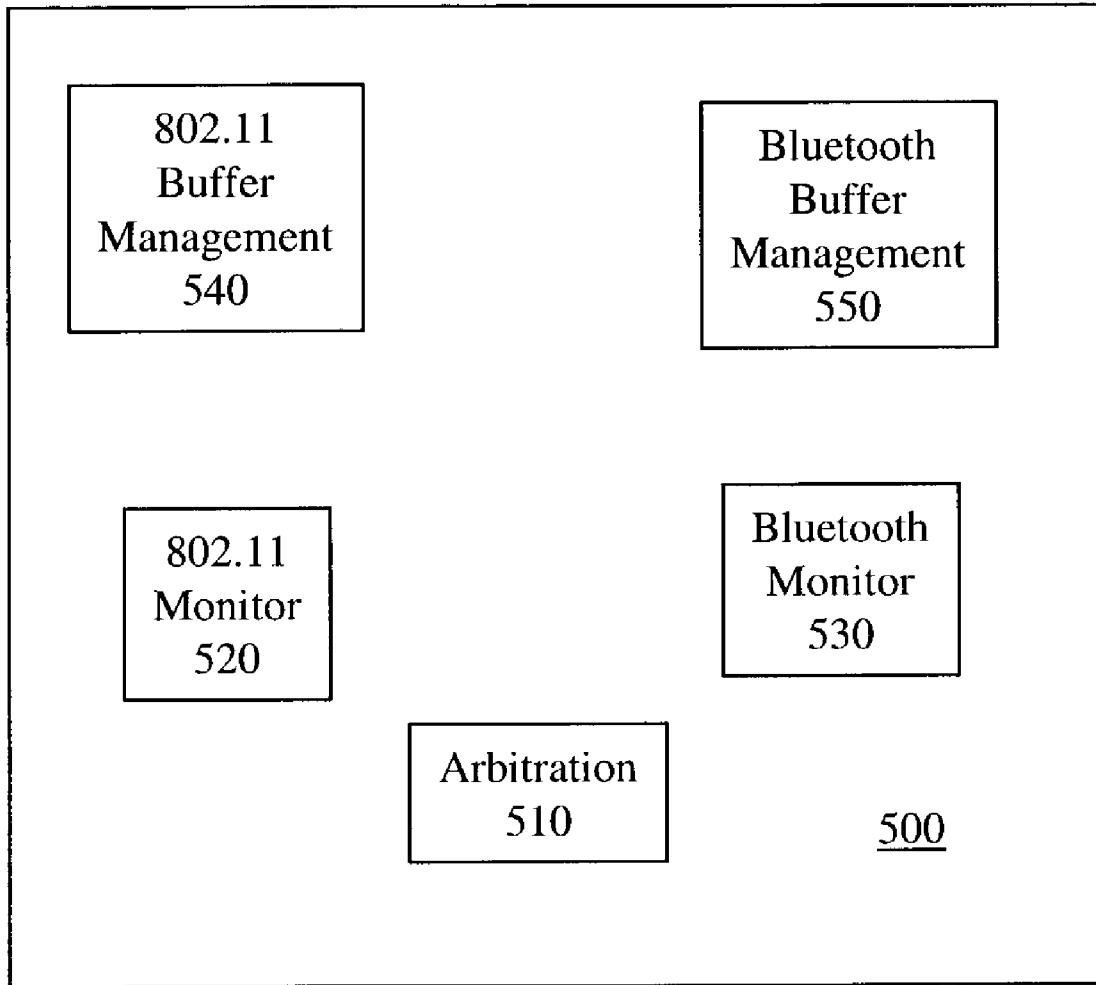 802.11
Buffer
Management
540
Bluetooth
Buffer
Management
550
802.11
Monitor
520
Bluetooth
Monitor
530
Arbitration
510
500